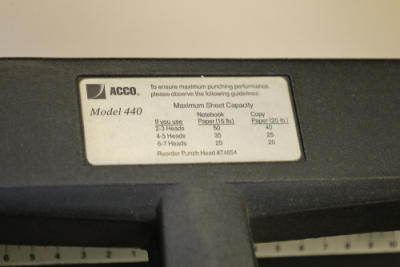 ACCO
To ensure maximum punching performance,
please observe the following guidelines:
Model 440
Maximum Sheet Capacity
Notebook Copy
If you use: Paper (16 lb.) Paper (20 lb.)
2-3 Heads 50 40
4-5 Heads 35 25
6-7 Heads 25 20
Reorder Punch Head #74854